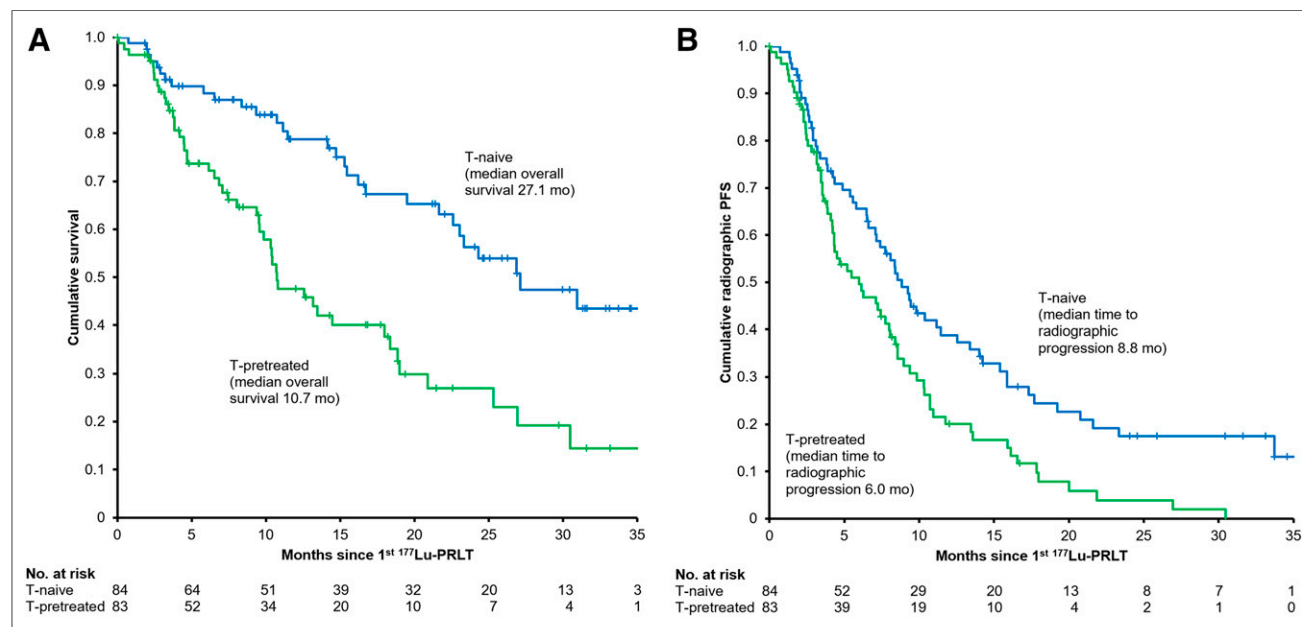 A
1.0
0.9
0.8
0.7
0.6
0.5
0.4
0.3
0.2
0.1
0
Cumulative survival
T-naive
(median overall
survival 27.1 mo)
T-pretreated
(median overall
survival 10.7 mo)
0 5 10 15 20 25 30 35
Months since 1st 177Lu-PRLT
No. at risk
T-naive 84 64 51 39 32 20 13 3
T-pretreated 83 52 34 20 10 7 4 1
B
1.0
0.9
0.8
0.7
0.6
0.5
0.4
0.3
0.2
0.1
0
Cumulative radiographic PFS
T-naive
(median time to
radiographic
progression 8.8 mo)
T-pretreated
(median time to
radiographic
progression 6.0 mo)
0 5 10 15 20 25 30 35
Months since 1st 177Lu-PRLT
No. at risk
T-naive 84 52 29 20 13 8 7 1
T-pretreated 83 39 19 10 4 2 1 0